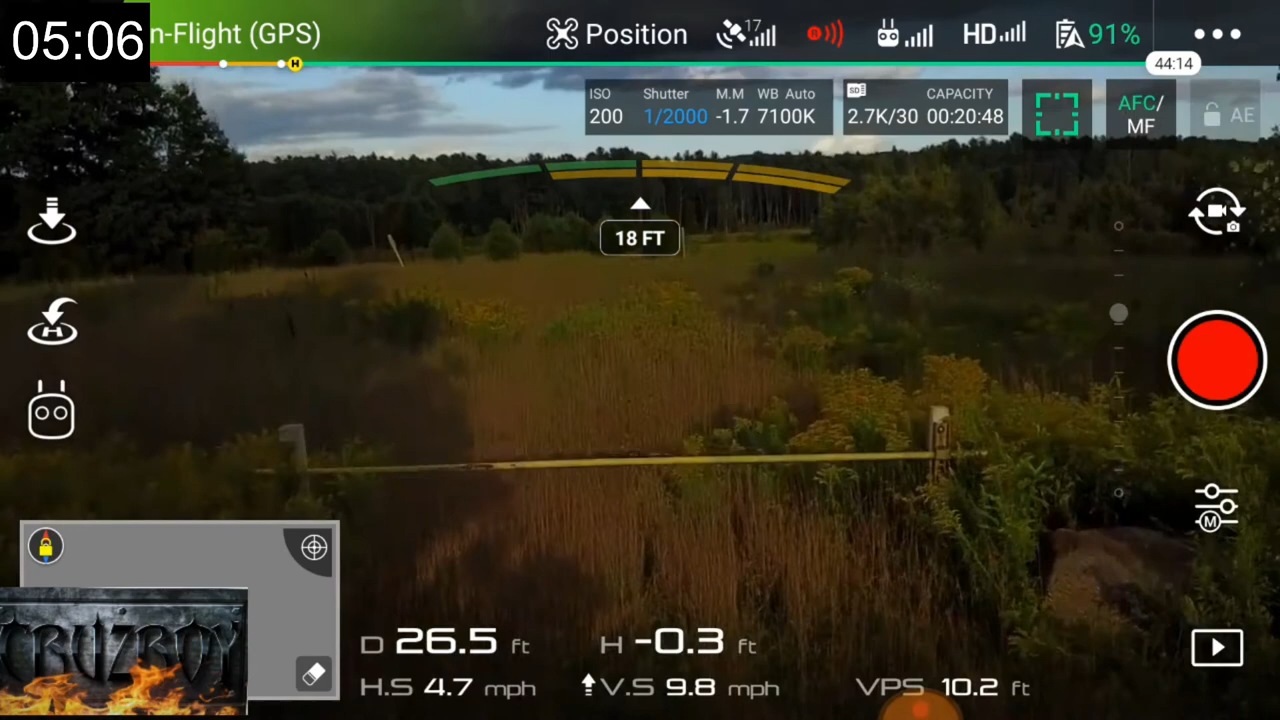 05:06
n-Flight (GPS)
Position
17
HD
91%
H
44:14
ISO
200
Shutter
1/2000
M.M
-1.7
WB Auto
7100K
SD
2.7K/30
CAPACITY
00:20:48
AFC/
MF
AE
18 FT
H
M
CRUZBOY
D 26.5 ft
H -0.3 ft
H.S 4.7 mph
V.S 9.8 mph
VPS 10.2 ft